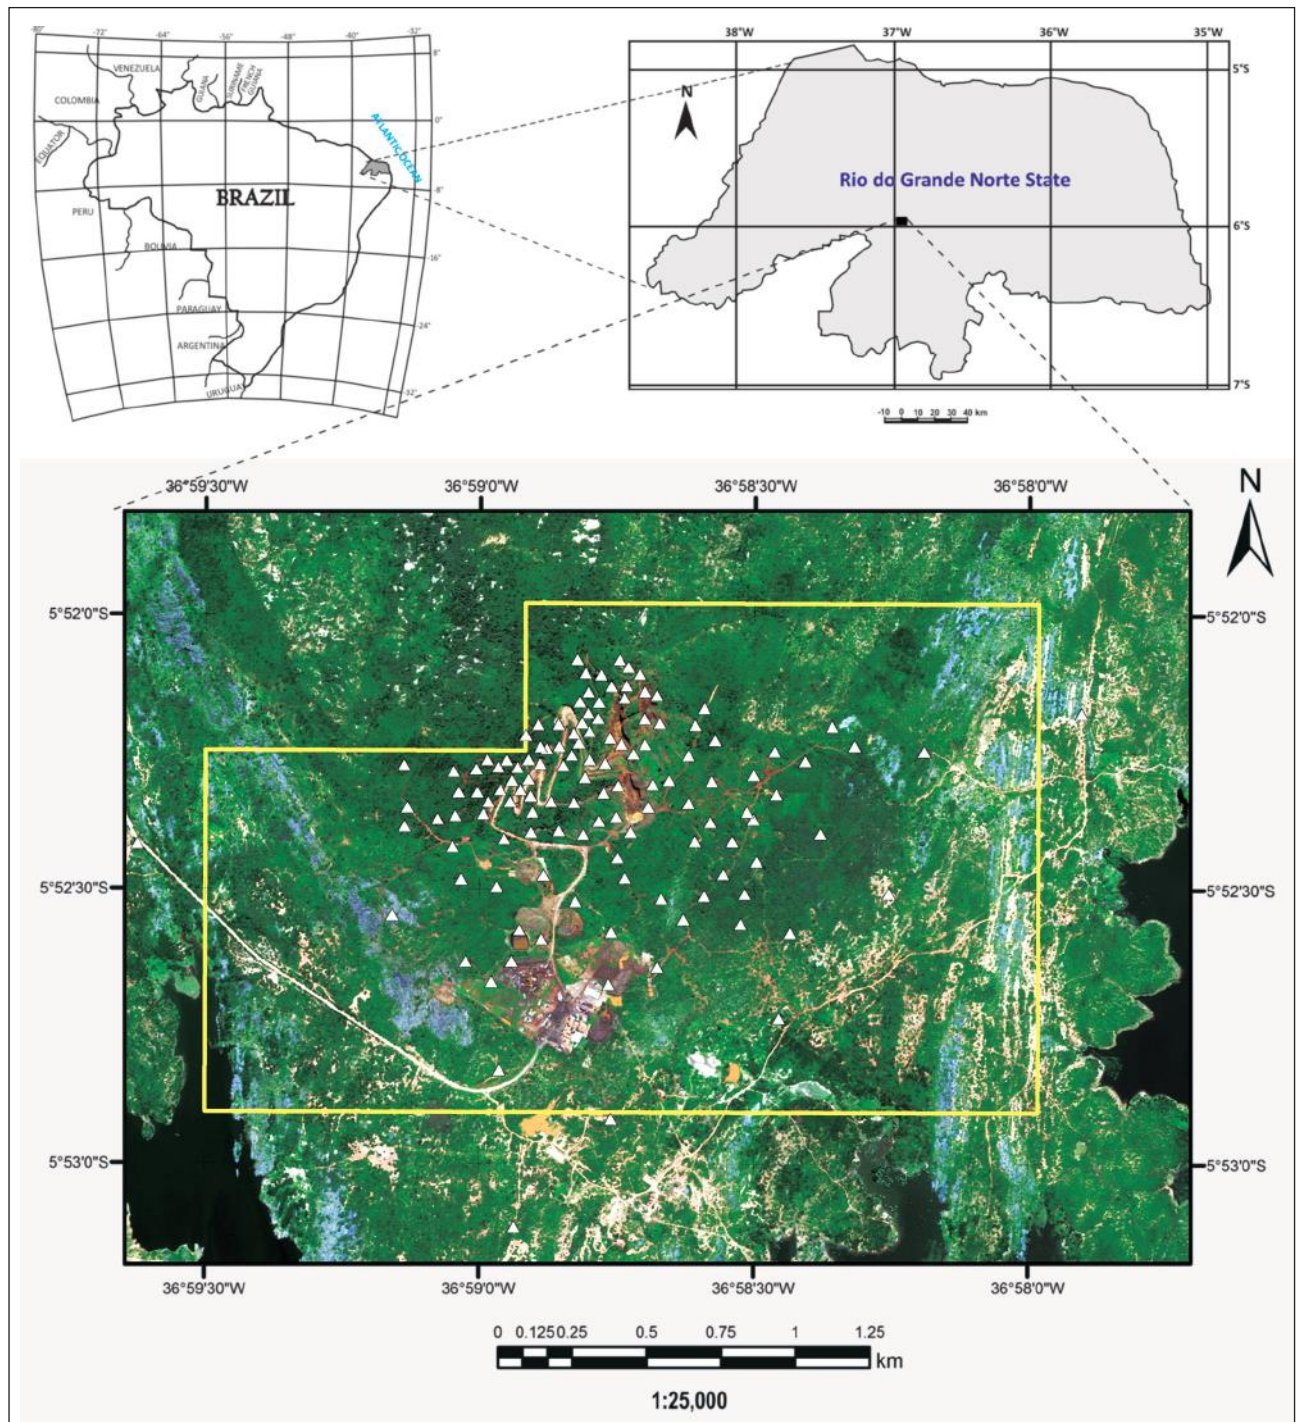 -80° -72° -64° -56° -48° -40° -32°
8°
VENEZUELA
GUIANA
SURINAME
FRENCH
GUIANA
COLOMBIA
0°
EQUATOR
ATLANTIC OCEAN
-8°
BRAZIL
PERU
BOLIVIA
-16°
PARAGUAY
-24°
ARGENTINA
URUGUAY
-32°
38°W 37°W 36°W 35°W
5°S
N
Rio do Grande Norte State
6°S
7°S
-10 0 10 20 30 40 km
36°59'30"W 36°59'0"W 36°58'30"W 36°58'0"W
N
5°52'0"S 5°52'0"S
5°52'30"S 5°52'30"S
5°53'0"S 5°53'0"S
36°59'30"W 36°59'0"W 36°58'30"W 36°58'0"W
0 0.125 0.25 0.5 0.75 1 1.25
km
1:25,000